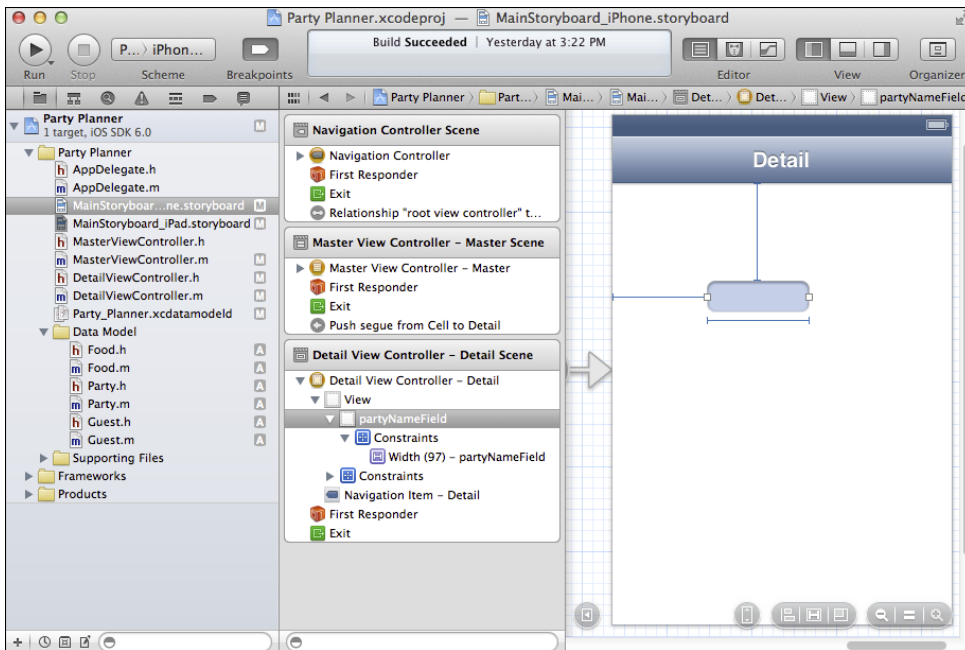 Party Planner.xcodeproj — MainStoryboard_iPhone.storyboard
P... iPhon...
Build Succeeded | Yesterday at 3:22 PM
Run Stop Scheme Breakpoints
Editor View Organizer
Party Planner Part... Mai... Mai... Det... Det... View partyNameField
Party Planner M
1 target, iOS SDK 6.0
Party Planner
h AppDelegate.h
m AppDelegate.m
MainStoryboar...ne.storyboard M
MainStoryboard_iPad.storyboard M
h MasterViewController.h
m MasterViewController.m M
h DetailViewController.h M
m DetailViewController.m M
Party_Planner.xcdatamodeld M
Data Model
h Food.h A
m Food.m A
h Party.h A
m Party.m A
h Guest.h A
m Guest.m A
Supporting Files
Frameworks
Products
Navigation Controller Scene
Navigation Controller
First Responder
Exit
Relationship "root view controller" t...
Master View Controller – Master Scene
Master View Controller – Master
First Responder
Exit
Push segue from Cell to Detail
Detail View Controller – Detail Scene
Detail View Controller – Detail
View
partyNameField
Constraints
Width (97) – partyNameField
Constraints
Navigation Item – Detail
First Responder
Exit
Detail